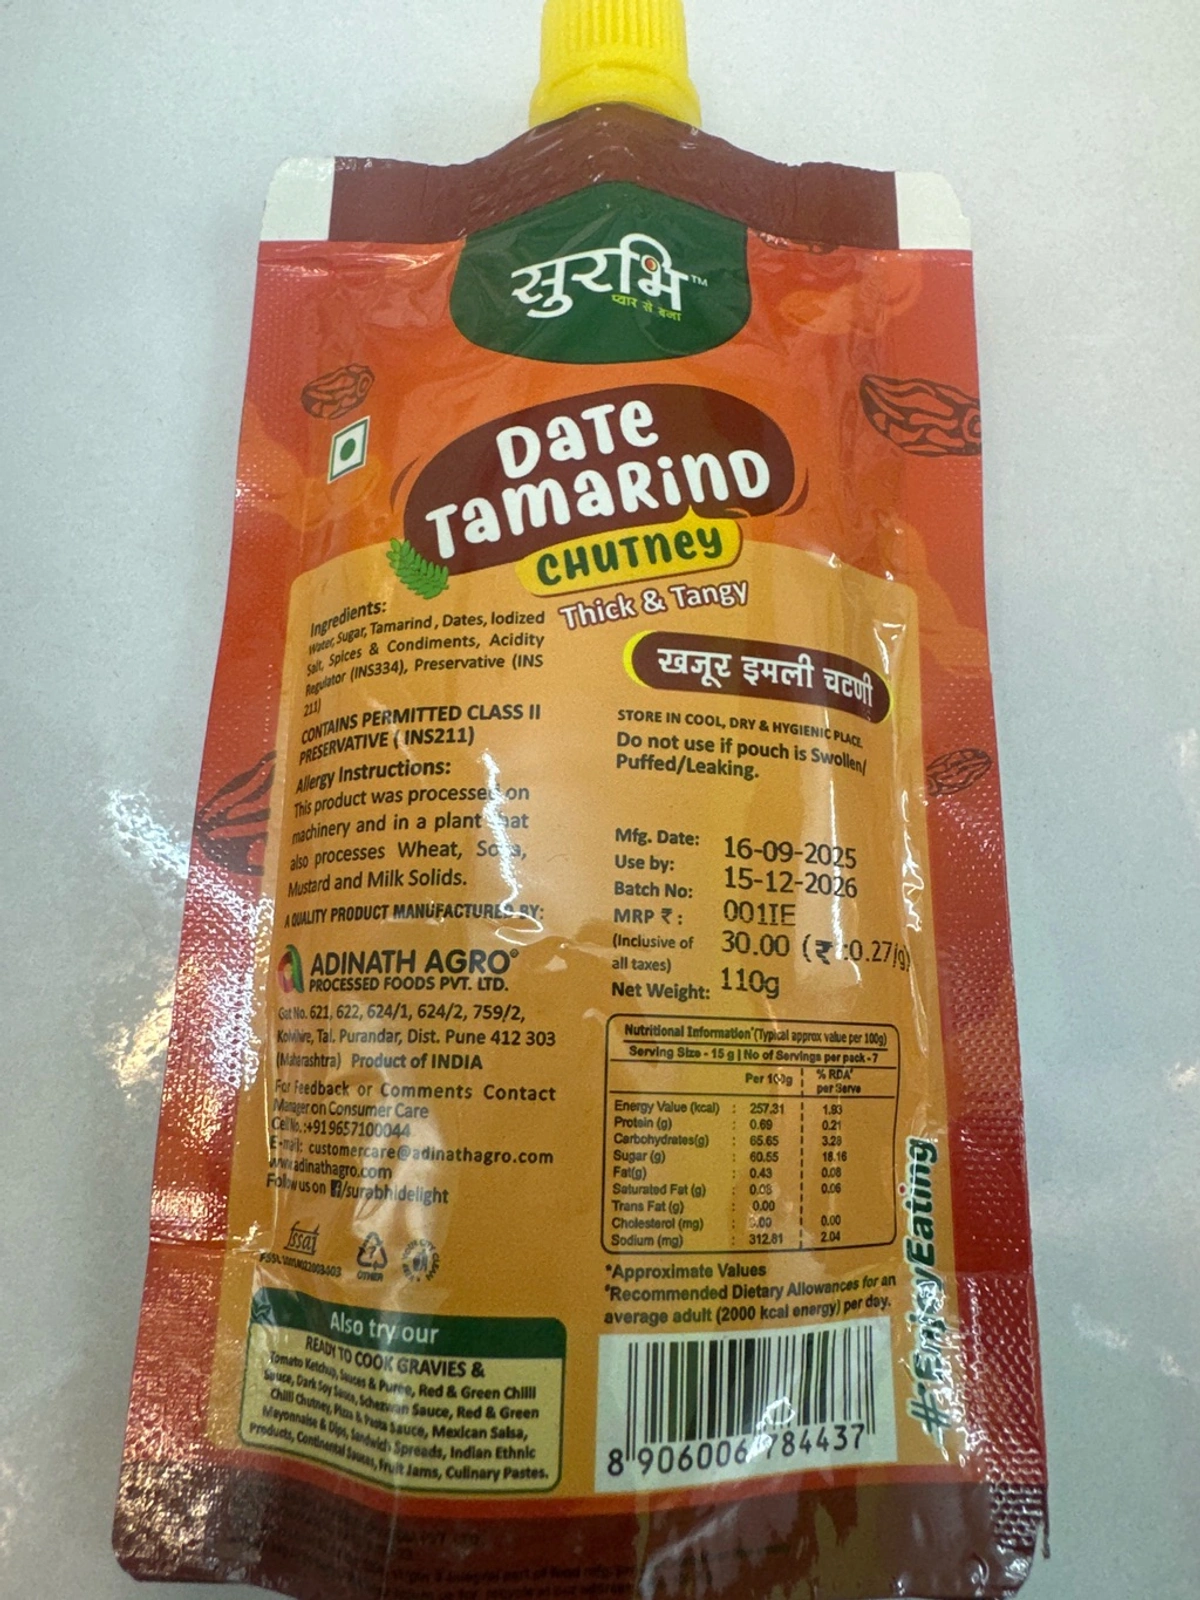 सुरभि™
प्यार से बना
DATE
TAMARIND
CHUTNEY
Thick & Tangy
खजूर इमली चटणी
Ingredients:
Water, Sugar, Tamarind, Dates, Iodized
Salt, Spices & Condiments, Acidity
Regulator (INS334), Preservative (INS
211)
CONTAINS PERMITTED CLASS II
PRESERVATIVE (INS211)
Allergy Instructions:
This product was processed on
machinery and in a plant that
also processes Wheat, Soya,
Mustard and Milk Solids.
A QUALITY PRODUCT MANUFACTURED BY:
ADINATH AGRO®
PROCESSED FOODS PVT. LTD.
Gat No. 621, 622, 624/1, 624/2, 759/2,
Tal. Purandar, Dist. Pune 412 303
(Maharashtra) Product of INDIA
For Feedback or Comments Contact
Manager on Consumer Care
Cell No.:+919657100044
E-mail: customercare@adinathagro.com
www.adinathagro.com
Follow us on /surabhidelight
fssai
OTHER
Also try our
READY TO COOK GRAVIES &
Tomato Ketchup, Sauces & Puree, Red & Green Chilli
Sauce, Dark Soy Sauce, Schezwan Sauce, Red & Green
Chilli Chutney, Pizza & Pasta Sauce, Mexican Salsa,
Mayonnaise & Dips, Sandwich Spreads, Indian Ethnic
Products, Continental Sauces, Fruit Jams, Culinary Pastes.
STORE IN COOL, DRY & HYGIENIC PLACE.
Do not use if pouch is Swollen/
Puffed/Leaking.
Mfg. Date: 16-09-2025
Use by: 15-12-2026
Batch No: 001IE
MRP ₹ : 30.00 (₹ :0.27/g)
(Inclusive of
all taxes)
Net Weight: 110g
Nutritional Information*(Typical approx value per 100g)
Serving Size - 15 g | No of Servings per pack - 7
Per 100g % RDA# per Serve
Energy Value (kcal) : 257.31 1.93
Protein (g) : 0.69 0.21
Carbohydrates(g) : 65.65 3.28
Sugar (g) : 60.55 18.16
Fat(g) : 0.43 0.08
Saturated Fat (g) : 0.08 0.06
Trans Fat (g) : 0.00
Cholesterol (mg) : 0.00 0.00
Sodium (mg) : 312.81 2.04
*Approximate Values
#Recommended Dietary Allowances for an
average adult (2000 kcal energy) per day.
#EnjoyEating
8 906006 784437